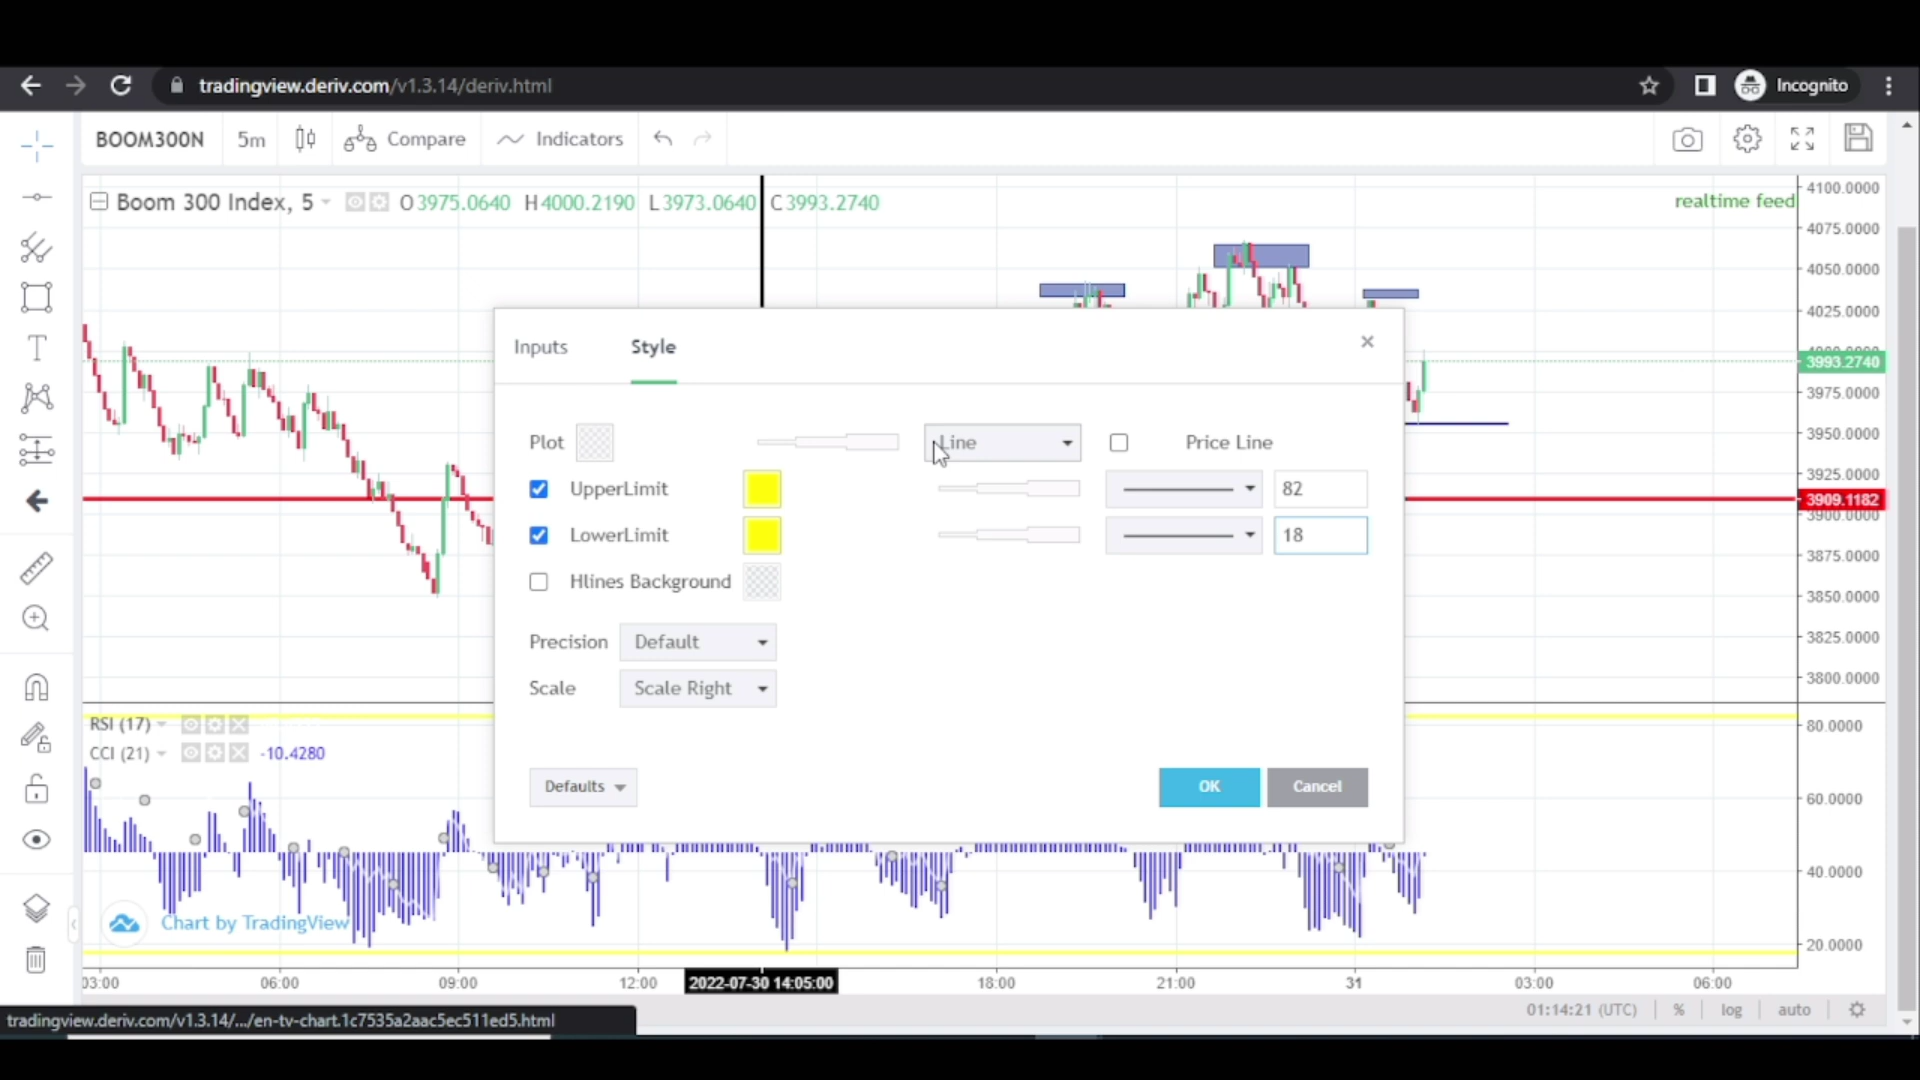 tradingview.deriv.com/v1.3.14/deriv.html
Incognito
BOOM300N 5m Compare Indicators
Boom 300 Index, 5 O3975.0640 H4000.2190 L3973.0640 C3993.2740
realtime feed
4100.0000
4075.0000
4050.0000
4025.0000
3993.2740
3975.0000
3950.0000
3925.0000
3909.1182
3900.0000
3875.0000
3850.0000
3825.0000
3800.0000
Inputs Style
Plot Line Price Line
UpperLimit 82
LowerLimit 18
Hlines Background
Precision Default
Scale Scale Right
Defaults OK Cancel
RSI (17)
CCI (21) -10.4280
80.0000
60.0000
40.0000
20.0000
Chart by TradingView
03:00 06:00 09:00 12:00 2022-07-30 14:05:00 18:00 21:00 31 03:00 06:00
01:14:21 (UTC) % log auto
tradingview.deriv.com/v1.3.14/.../en-tv-chart.1c7535a2aac5ec511ed5.html